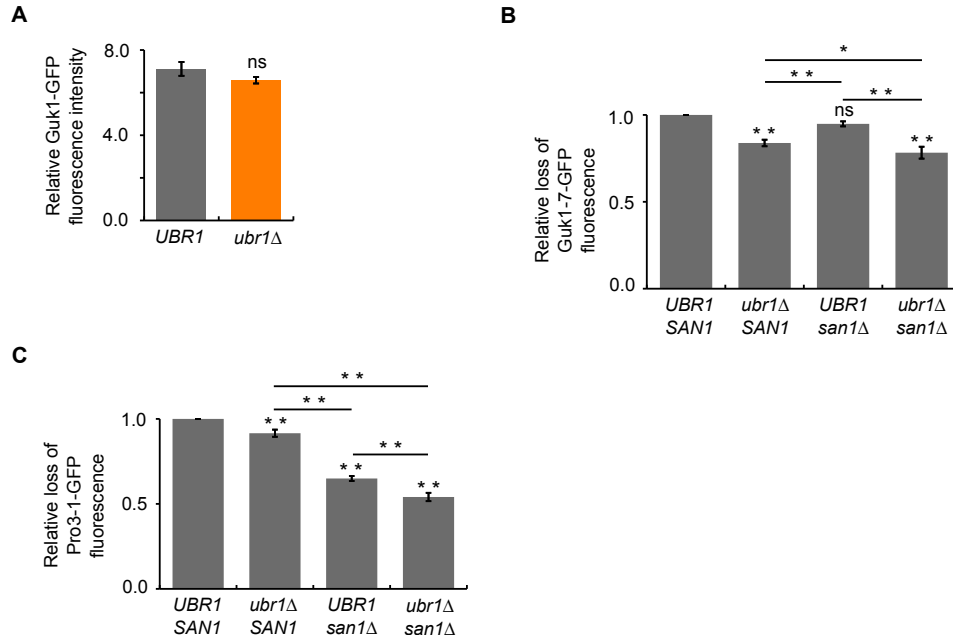 A
Relative Guk1-GFP
fluorescence intensity
8.0
4.0
0.0
ns
UBR1
ubr1Δ
B
Relative loss of
Guk1-7-GFP
fluorescence
1.0
0.5
0.0
*
* *
* *
ns
* *
* *
UBR1 ubr1Δ UBR1 ubr1Δ
SAN1 SAN1 san1Δ san1Δ
C
Relative loss of
Pro3-1-GFP
fluorescence
1.0
0.5
0.0
* *
* *
* *
* *
* *
* *
UBR1 ubr1Δ UBR1 ubr1Δ
SAN1 SAN1 san1Δ san1Δ